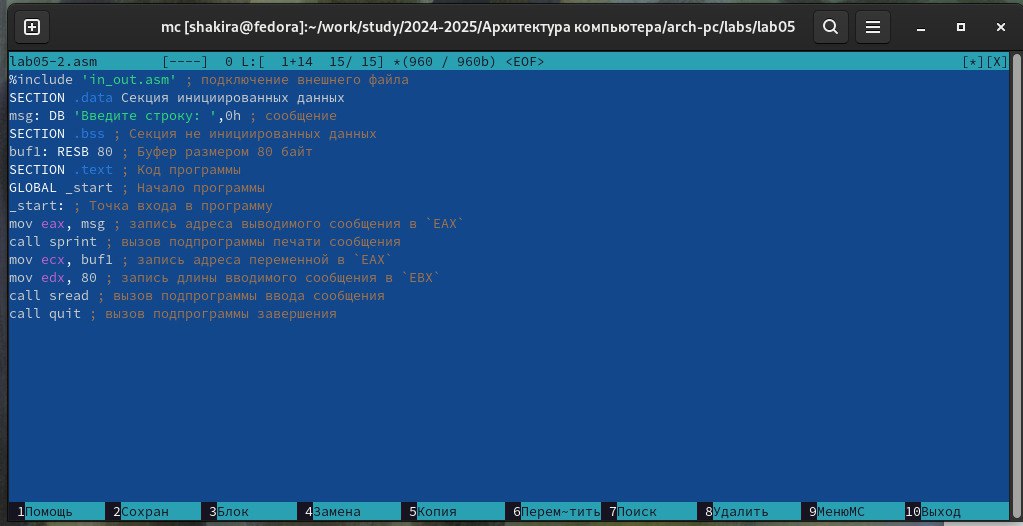 mc [shakira@fedora]:~/work/study/2024-2025/Архитектура компьютера/arch-pc/labs/lab05
lab05-2.asm [----] 0 L:[ 1+14 15/ 15] *(960 / 960b) <EOF> [*][X]
%include 'in_out.asm' ; подключение внешнего файла
SECTION .data Секция инициированных данных
msg: DB 'Введите строку: ',0h ; сообщение
SECTION .bss ; Секция не инициированных данных
buf1: RESB 80 ; Буфер размером 80 байт
SECTION .text ; Код программы
GLOBAL _start ; Начало программы
_start: ; Точка входа в программу
mov eax, msg ; запись адреса выводимого сообщения в `EAX`
call sprint ; вызов подпрограммы печати сообщения
mov ecx, buf1 ; запись адреса переменной в `EAX`
mov edx, 80 ; запись длины вводимого сообщения в `EBX`
call sread ; вызов подпрограммы ввода сообщения
call quit ; вызов подпрограммы завершения
1Помощь 2Сохран 3Блок 4Замена 5Копия 6Перем~тить 7Поиск 8Удалить 9МенюMC 10Выход